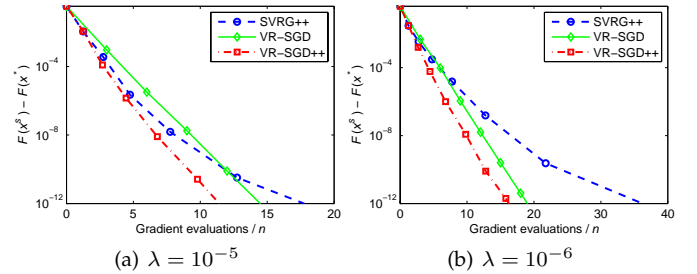 SVRG++
VR−SGD
VR−SGD++
10^−4
10^−8
10^−12
F(x^s) − F(x^*)
0 5 10 15 20
Gradient evaluations / n
(a) λ = 10^−5
SVRG++
VR−SGD
VR−SGD++
10^−4
10^−8
10^−12
F(x^s) − F(x^*)
0 10 20 30 40
Gradient evaluations / n
(b) λ = 10^−6